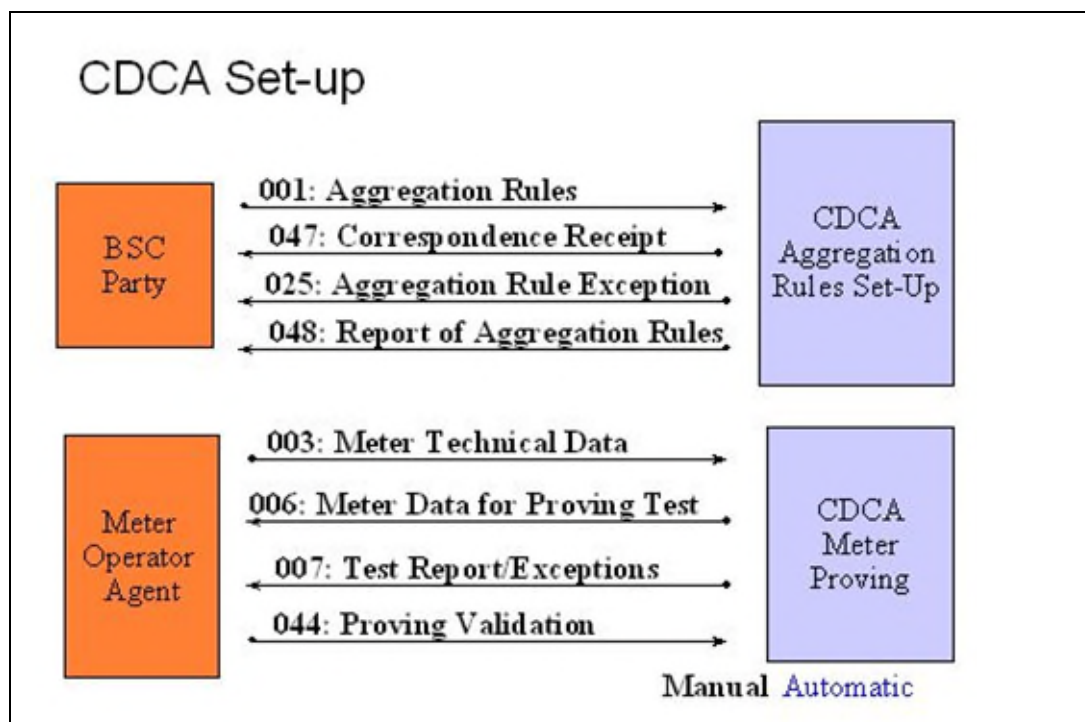 CDCA Set-up
BSC
Party
001: Aggregation Rules
047: Correspondence Receipt
025: Aggregation Rule Exception
048: Report of Aggregation Rules
CDCA
Aggregation
Rules Set-Up
Meter
Operator
Agent
003: Meter Technical Data
006: Meter Data for Proving Test
007: Test Report/Exceptions
044: Proving Validation
CDCA
Meter
Proving
Manual Automatic